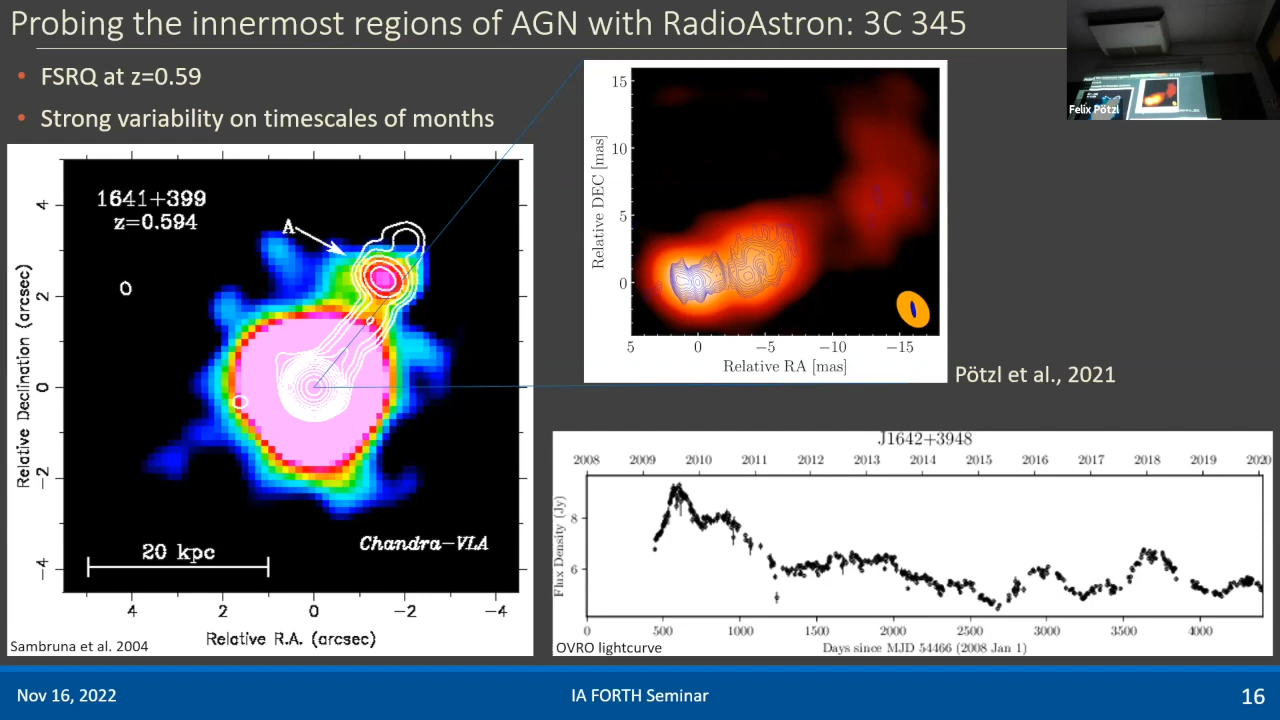 Probing the innermost regions of AGN with RadioAstron: 3C 345
• FSRQ at z=0.59
• Strong variability on timescales of months
Felix Pötzl
1641+399
z=0.594
A
4
2
0
−2
−4
Relative Declination (arcsec)
20 kpc
Chandra-VLA
4 2 0 −2 −4
Relative R.A. (arcsec)
Sambruna et al. 2004
15
10
5
0
Relative DEC [mas]
5 0 −5 −10 −15
Relative RA [mas]
Pötzl et al., 2021
J1642+3948
2008 2009 2010 2011 2012 2013 2014 2015 2016 2017 2018 2019 2020
8
6
Flux Density (Jy)
0 500 1000 1500 2000 2500 3000 3500 4000
Days since MJD 54466 (2008 Jan 1)
OVRO lightcurve
Nov 16, 2022
IA FORTH Seminar
16